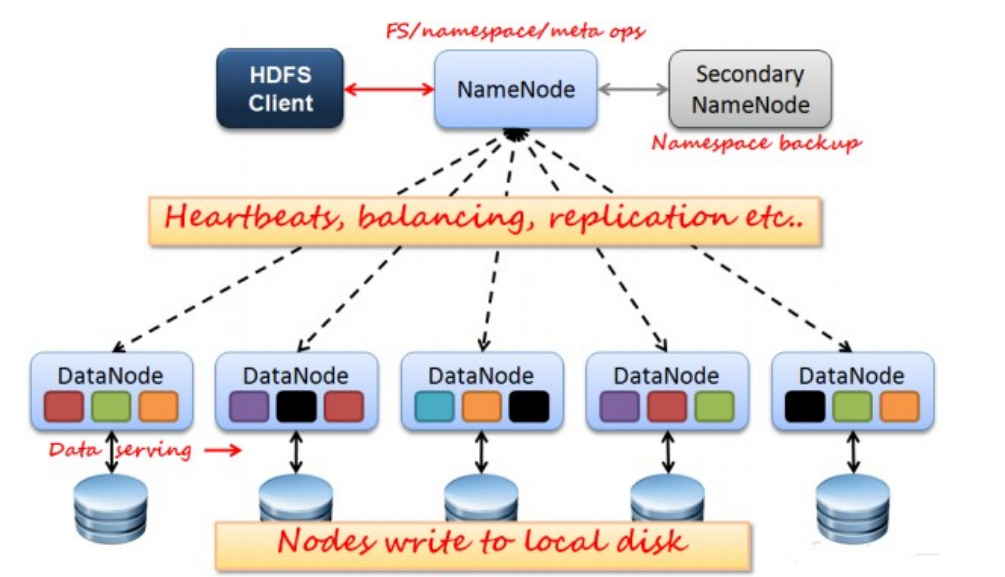 FS/namespace/meta ops
HDFS
Client
NameNode
Secondary
NameNode
Namespace backup
Heartbeats, balancing, replication etc..
DataNode
DataNode
DataNode
DataNode
DataNode
Data serving
Nodes write to local disk